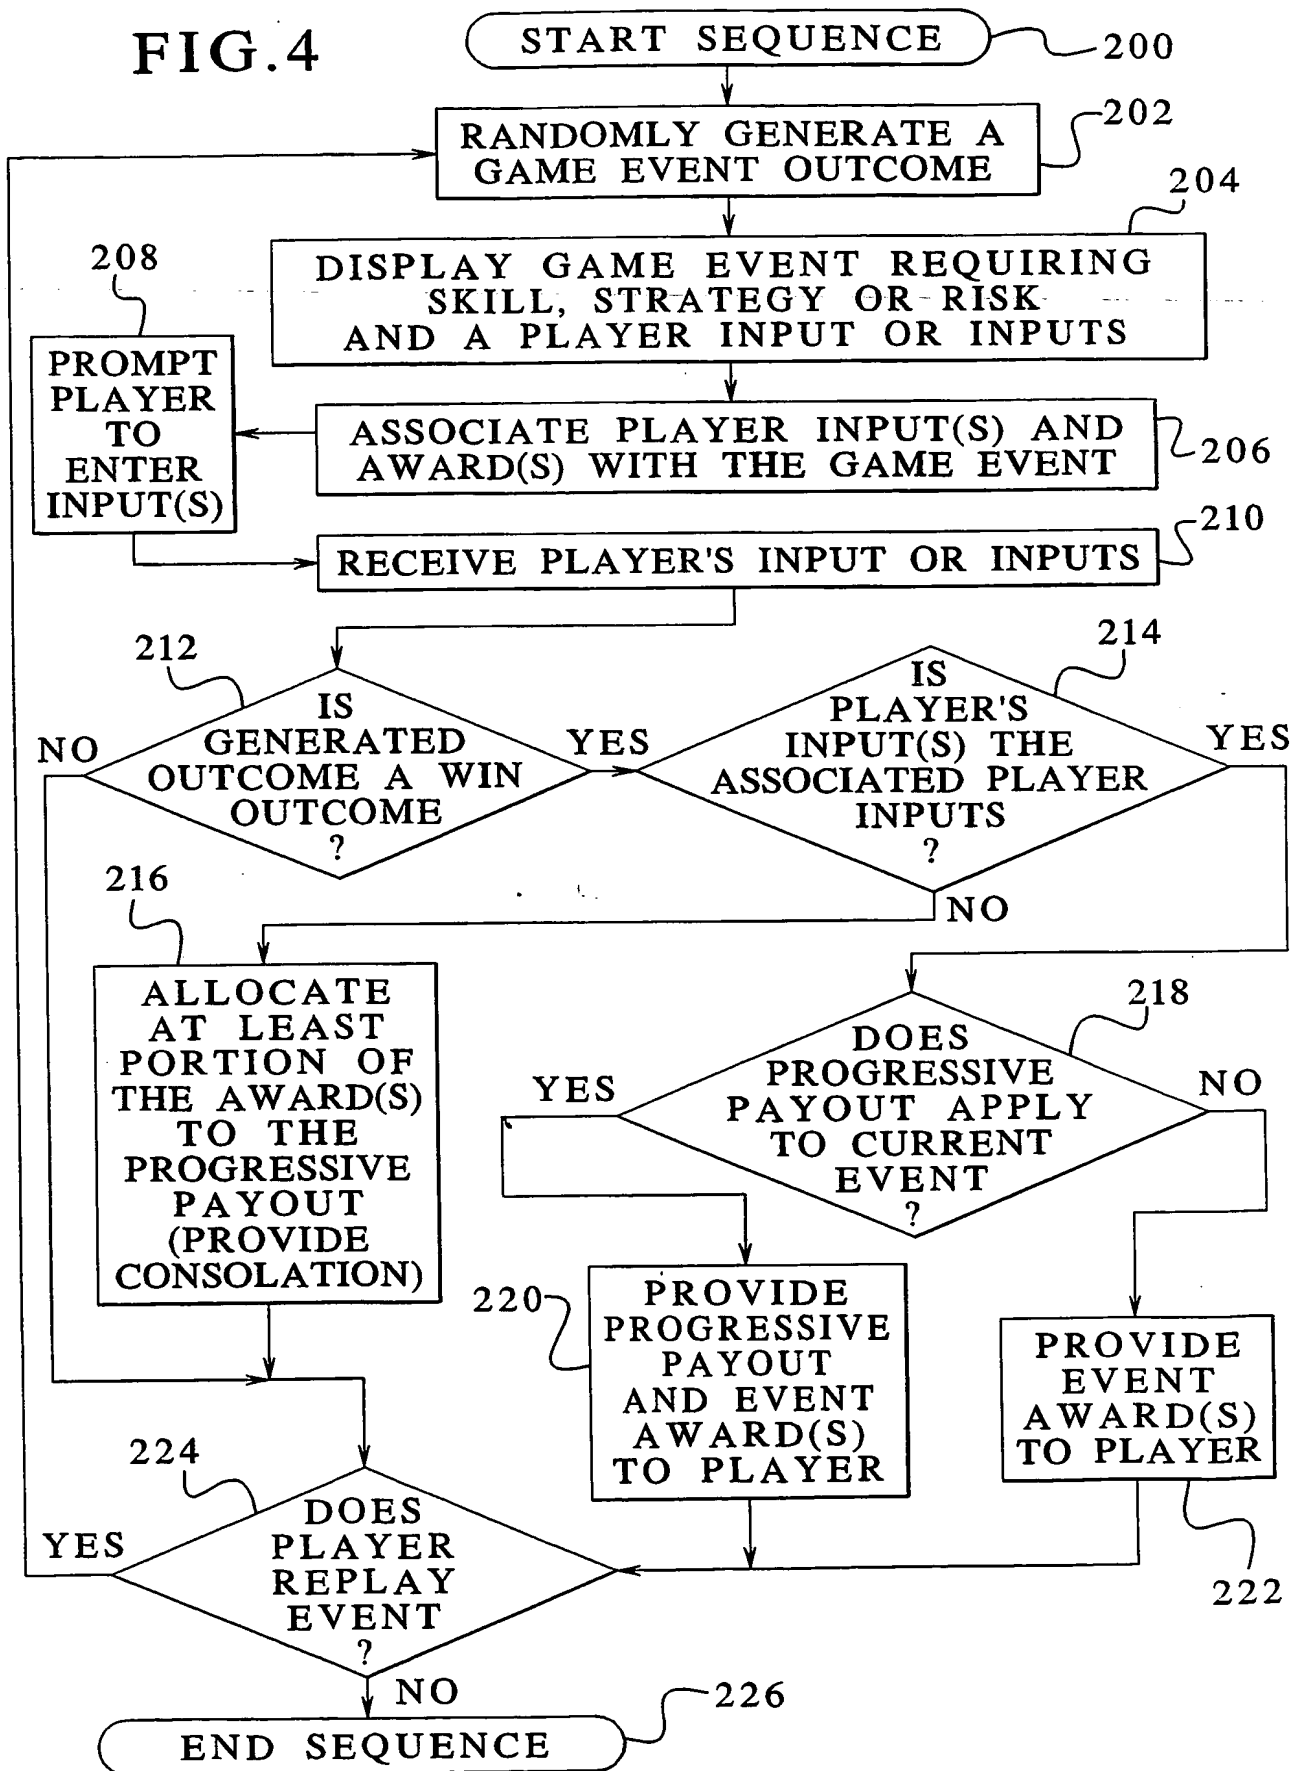 FIG.4
START SEQUENCE
200
RANDOMLY GENERATE A
GAME EVENT OUTCOME
202
204
DISPLAY GAME EVENT REQUIRING
SKILL, STRATEGY OR RISK
AND A PLAYER INPUT OR INPUTS
208
PROMPT
PLAYER
TO
ENTER
INPUT(S)
ASSOCIATE PLAYER INPUT(S) AND
AWARD(S) WITH THE GAME EVENT
206
210
RECEIVE PLAYER'S INPUT OR INPUTS
212
IS
GENERATED
OUTCOME A WIN
OUTCOME
?
NO
YES
214
IS
PLAYER'S
INPUT(S) THE
ASSOCIATED PLAYER
INPUTS
?
YES
NO
216
ALLOCATE
AT LEAST
PORTION OF
THE AWARD(S)
TO THE
PROGRESSIVE
PAYOUT
(PROVIDE
CONSOLATION)
218
DOES
PROGRESSIVE
PAYOUT APPLY
TO CURRENT
EVENT
?
YES
NO
220
PROVIDE
PROGRESSIVE
PAYOUT
AND EVENT
AWARD(S)
TO PLAYER
PROVIDE
EVENT
AWARD(S)
TO PLAYER
222
224
DOES
PLAYER
REPLAY
EVENT
?
YES
NO
226
END SEQUENCE